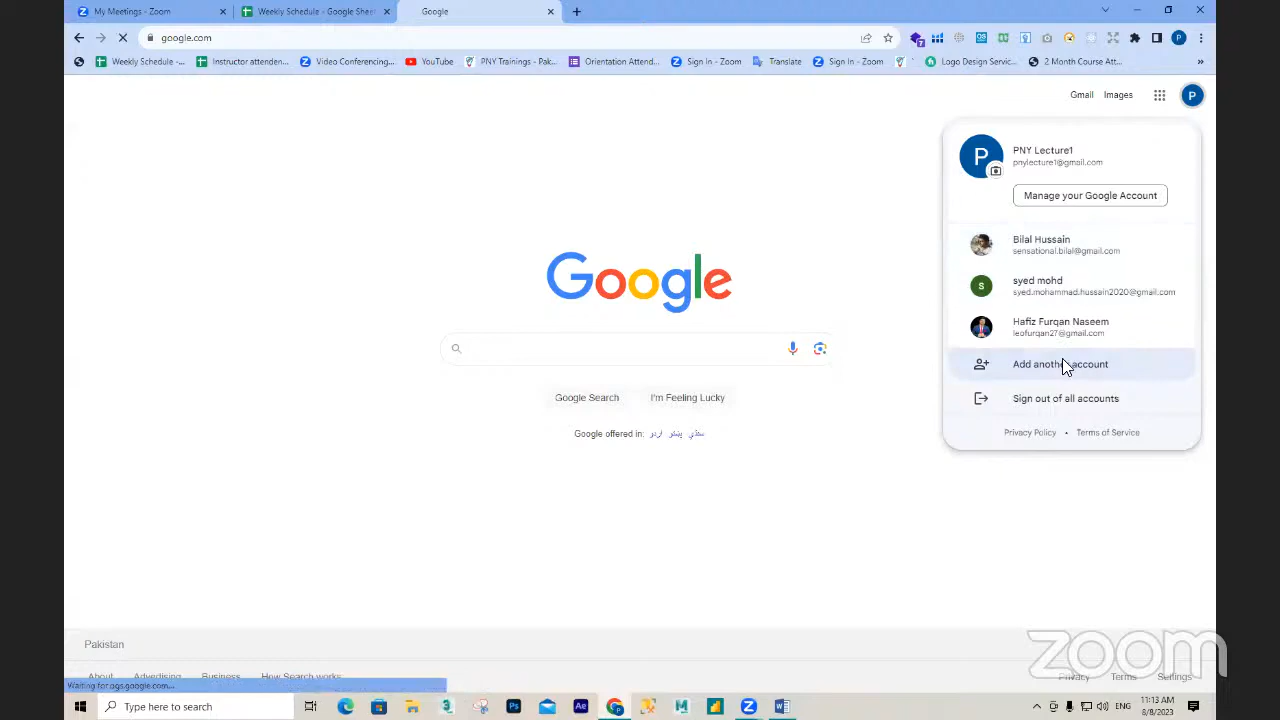 My Meetings - Zoom
Weekly Schedule - Google Sheet
Google
google.com
Weekly Schedule -...
Instructor attenden...
Video Conferencing...
YouTube
PNY Trainings - Pak...
Orientation Attend...
Sign In - Zoom
Translate
Sign In - Zoom
Logo Design Servic...
2 Month Course Att...
Gmail Images
P
P
PNY Lecture1
pnylecture1@gmail.com
Manage your Google Account
Bilal Hussain
sensational.bilal@gmail.com
s
syed mohd
syed.mohammad.hussain2020@gmail.com
Hafiz Furqan Naseem
leofurqan27@gmail.com
Add another account
Sign out of all accounts
Privacy Policy • Terms of Service
Google
Google Search I'm Feeling Lucky
Google offered in: اردو پښتو سنڌي
Pakistan
About Advertising Business How Search works
Privacy Terms Settings
Waiting for ogs.google.com...
zoom
Type here to search
ENG
11:13 AM
8/8/2023